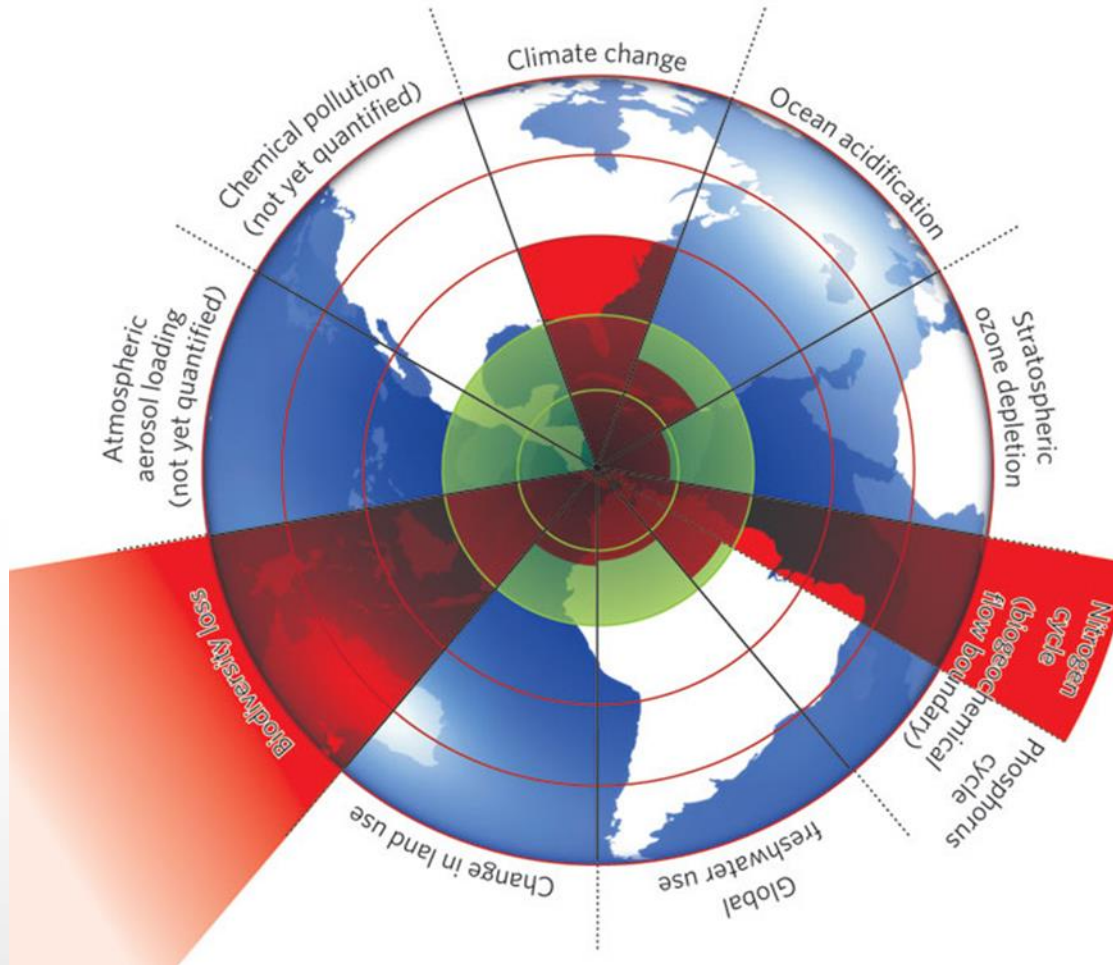 Climate change
Ocean acidification
Stratospheric
ozone depletion
Nitrogen
cycle
(biogeochemical
flow boundary)
Phosphorus
cycle
Global
freshwater use
Change in land use
Biodiversity loss
Atmospheric
aerosol loading
(not yet quantified)
Chemical pollution
(not yet quantified)